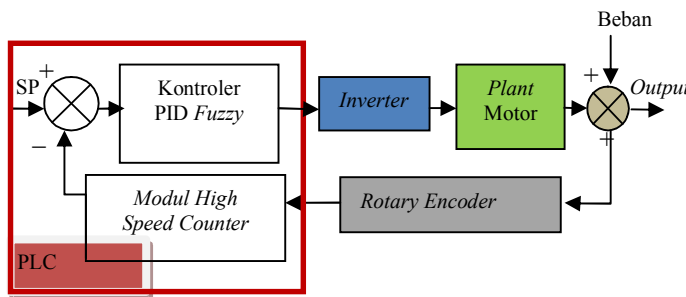 Beban
+
SP
+
Kontroler
PID Fuzzy
Inverter
Plant
Motor
+
Output
−
Modul High
Speed Counter
Rotary Encoder
PLC